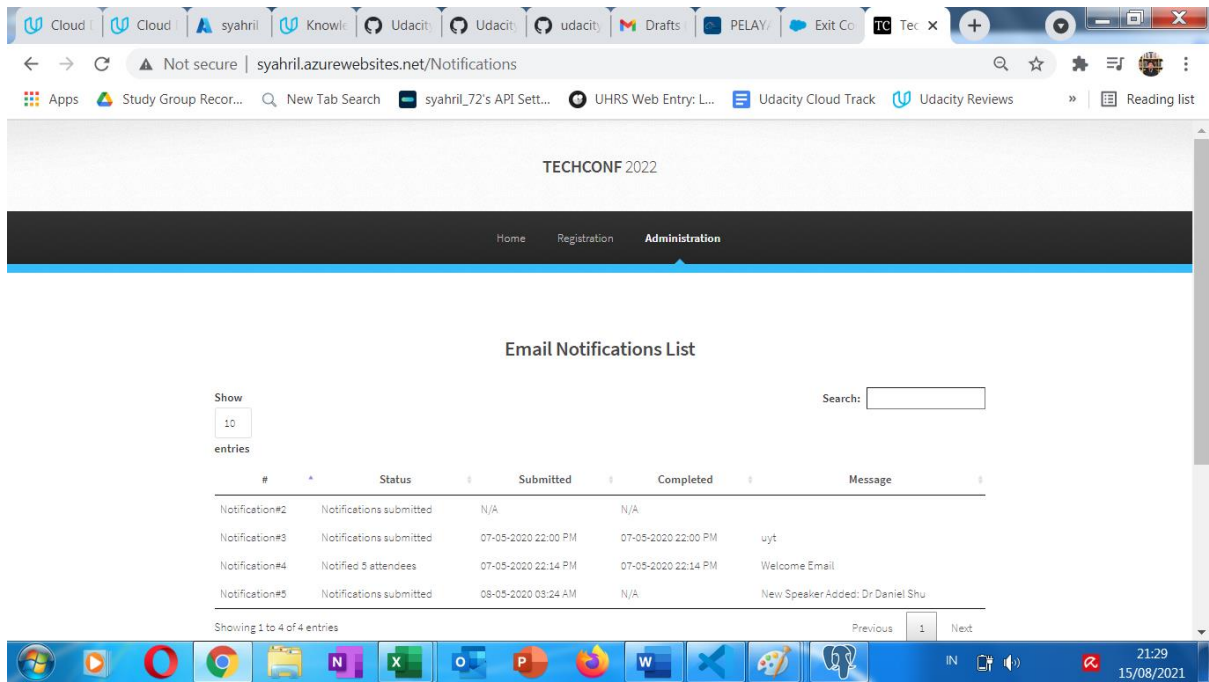 Cloud Cloud syahril Knowle Udacity Udacity udacity Drafts PELAYA Exit Co TC Tec
Not secure | syahril.azurewebsites.net/Notifications
Apps Study Group Recor... New Tab Search syahril_72's API Sett... UHRS Web Entry: L... Udacity Cloud Track Udacity Reviews » Reading list
TECHCONF 2022
Home Registration Administration
Email Notifications List
Show
Search:
10
entries
# Status Submitted Completed Message
Notification#2 Notifications submitted N/A N/A
Notification#3 Notifications submitted 07-05-2020 22:00 PM 07-05-2020 22:00 PM uyt
Notification#4 Notified 5 attendees 07-05-2020 22:14 PM 07-05-2020 22:14 PM Welcome Email
Notification#5 Notifications submitted 08-05-2020 03:24 AM N/A New Speaker Added: Dr Daniel Shu
Showing 1 to 4 of 4 entries Previous 1 Next
IN 21:29
15/08/2021